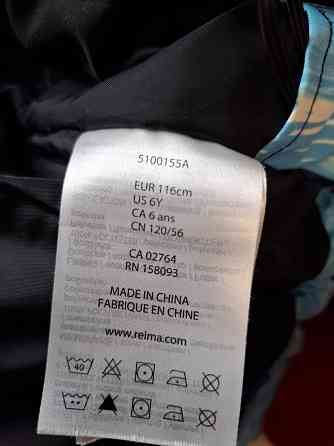 5100155A
EUR 116cm
US 6Y
CA 6 ans
CN 120/56
CA 02764
RN 158093
MADE IN CHINA
FABRIQUE EN CHINE
www.reima.com
40